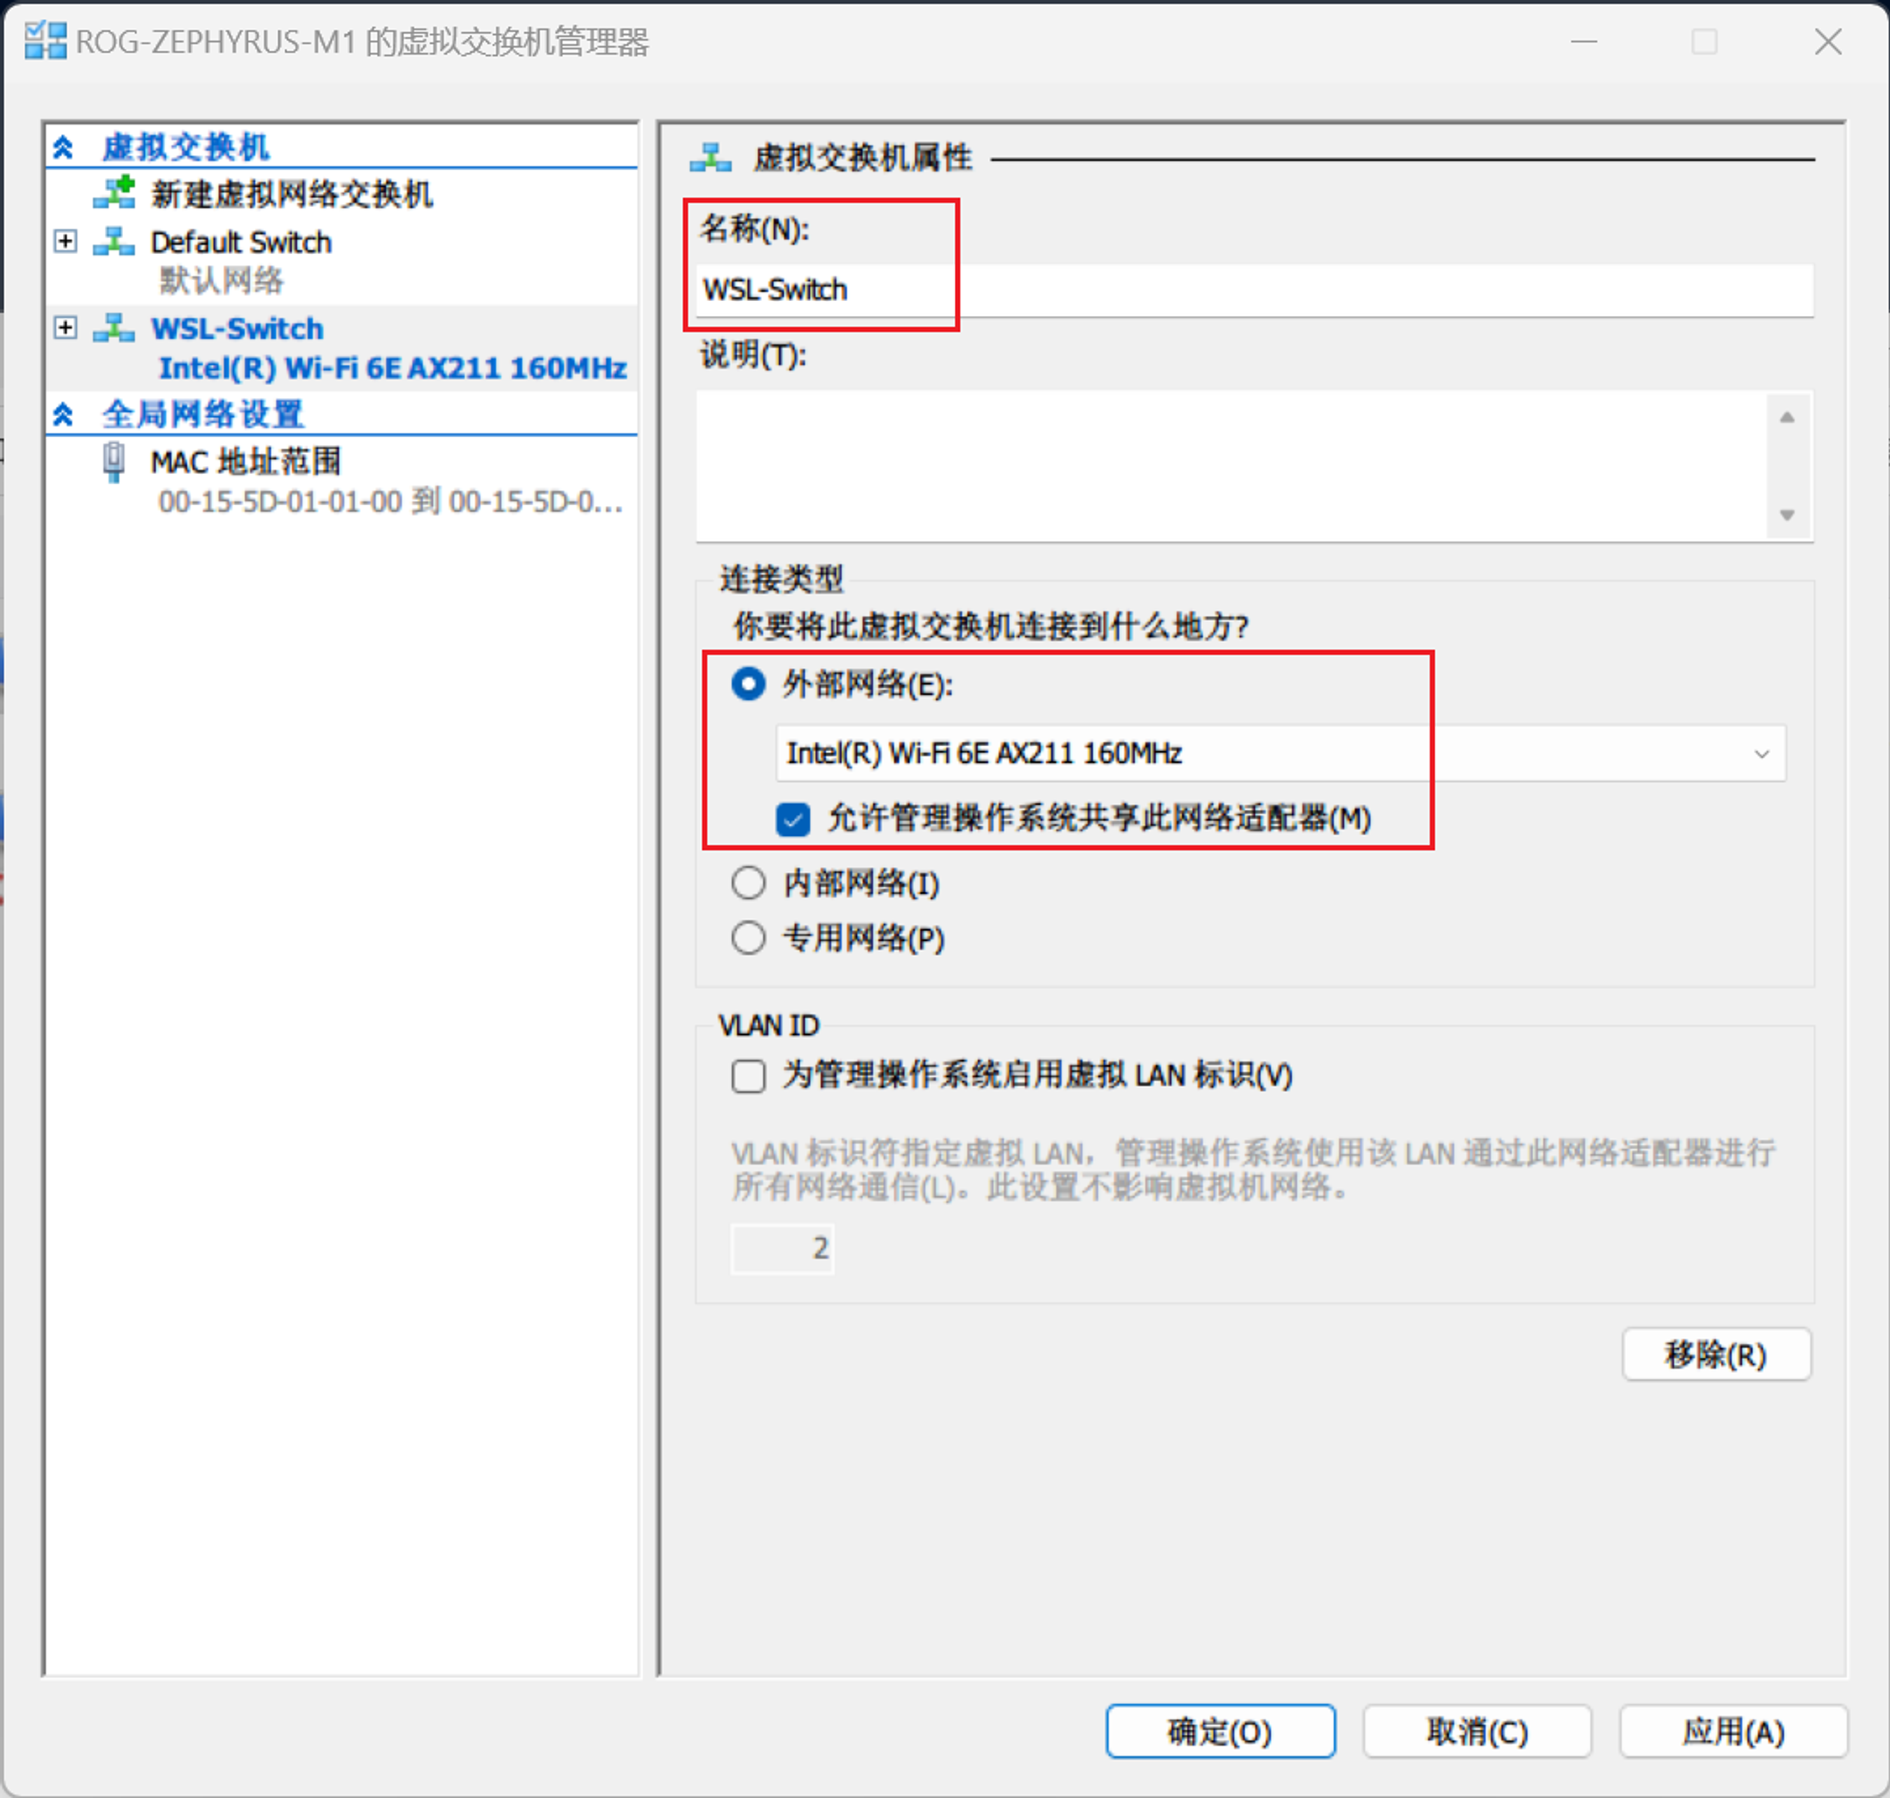 ROG-ZEPHYRUS-M1 的虚拟交换机管理器
虚拟交换机
新建虚拟网络交换机
Default Switch
默认网络
WSL-Switch
Intel(R) Wi-Fi 6E AX211 160MHz
全局网络设置
MAC 地址范围
00-15-5D-01-01-00 到 00-15-5D-0...
虚拟交换机属性
名称(N):
WSL-Switch
说明(T):
连接类型
你要将此虚拟交换机连接到什么地方?
外部网络(E):
Intel(R) Wi-Fi 6E AX211 160MHz
允许管理操作系统共享此网络适配器(M)
内部网络(I)
专用网络(P)
VLAN ID
为管理操作系统启用虚拟 LAN 标识(V)
VLAN 标识符指定虚拟 LAN，管理操作系统使用该 LAN 通过此网络适配器进行
所有网络通信(L)。此设置不影响虚拟机网络。
2
移除(R)
确定(O)
取消(C)
应用(A)